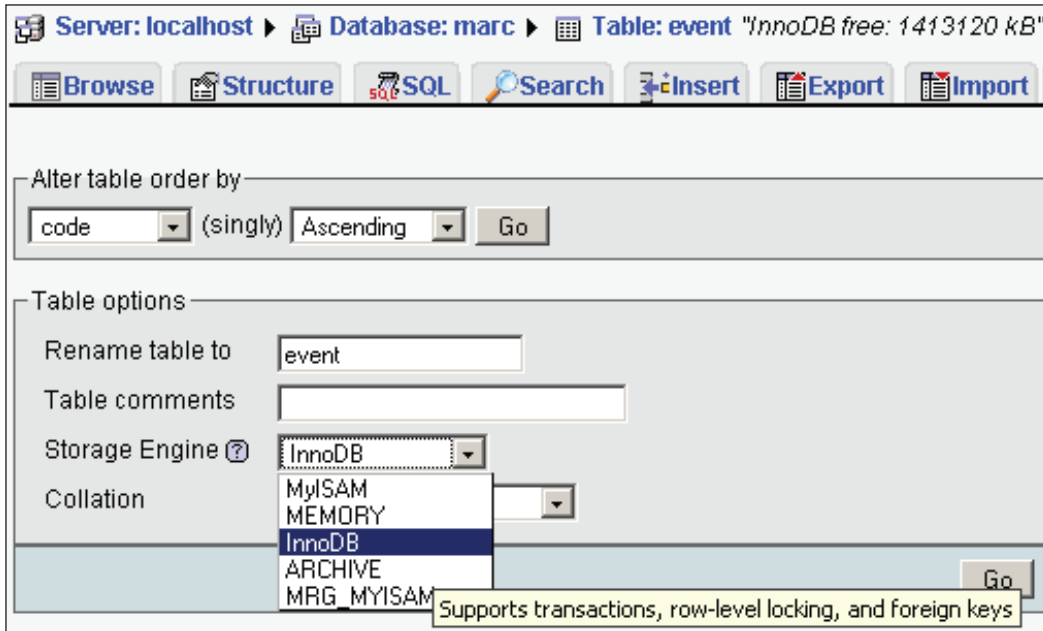 Server: localhost ▶ Database: marc ▶ Table: event "InnoDB free: 1413120 kB"
Browse Structure SQL Search Insert Export Import
Alter table order by
code (singly) Ascending Go
Table options
Rename table to event
Table comments
Storage Engine ? InnoDB
Collation
MyISAM
MEMORY
InnoDB
ARCHIVE
MRG_MYISAM
Go
Supports transactions, row-level locking, and foreign keys